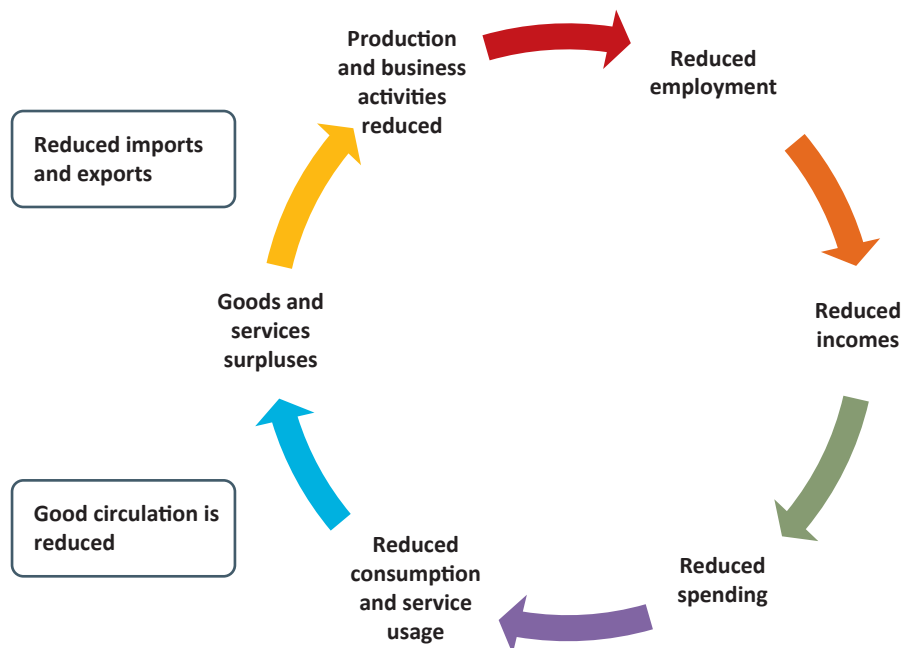 Production
and business
activities
reduced
Reduced
employment
Reduced imports
and exports
Goods and
services
surpluses
Reduced
incomes
Good circulation is
reduced
Reduced
consumption
and service
usage
Reduced
spending